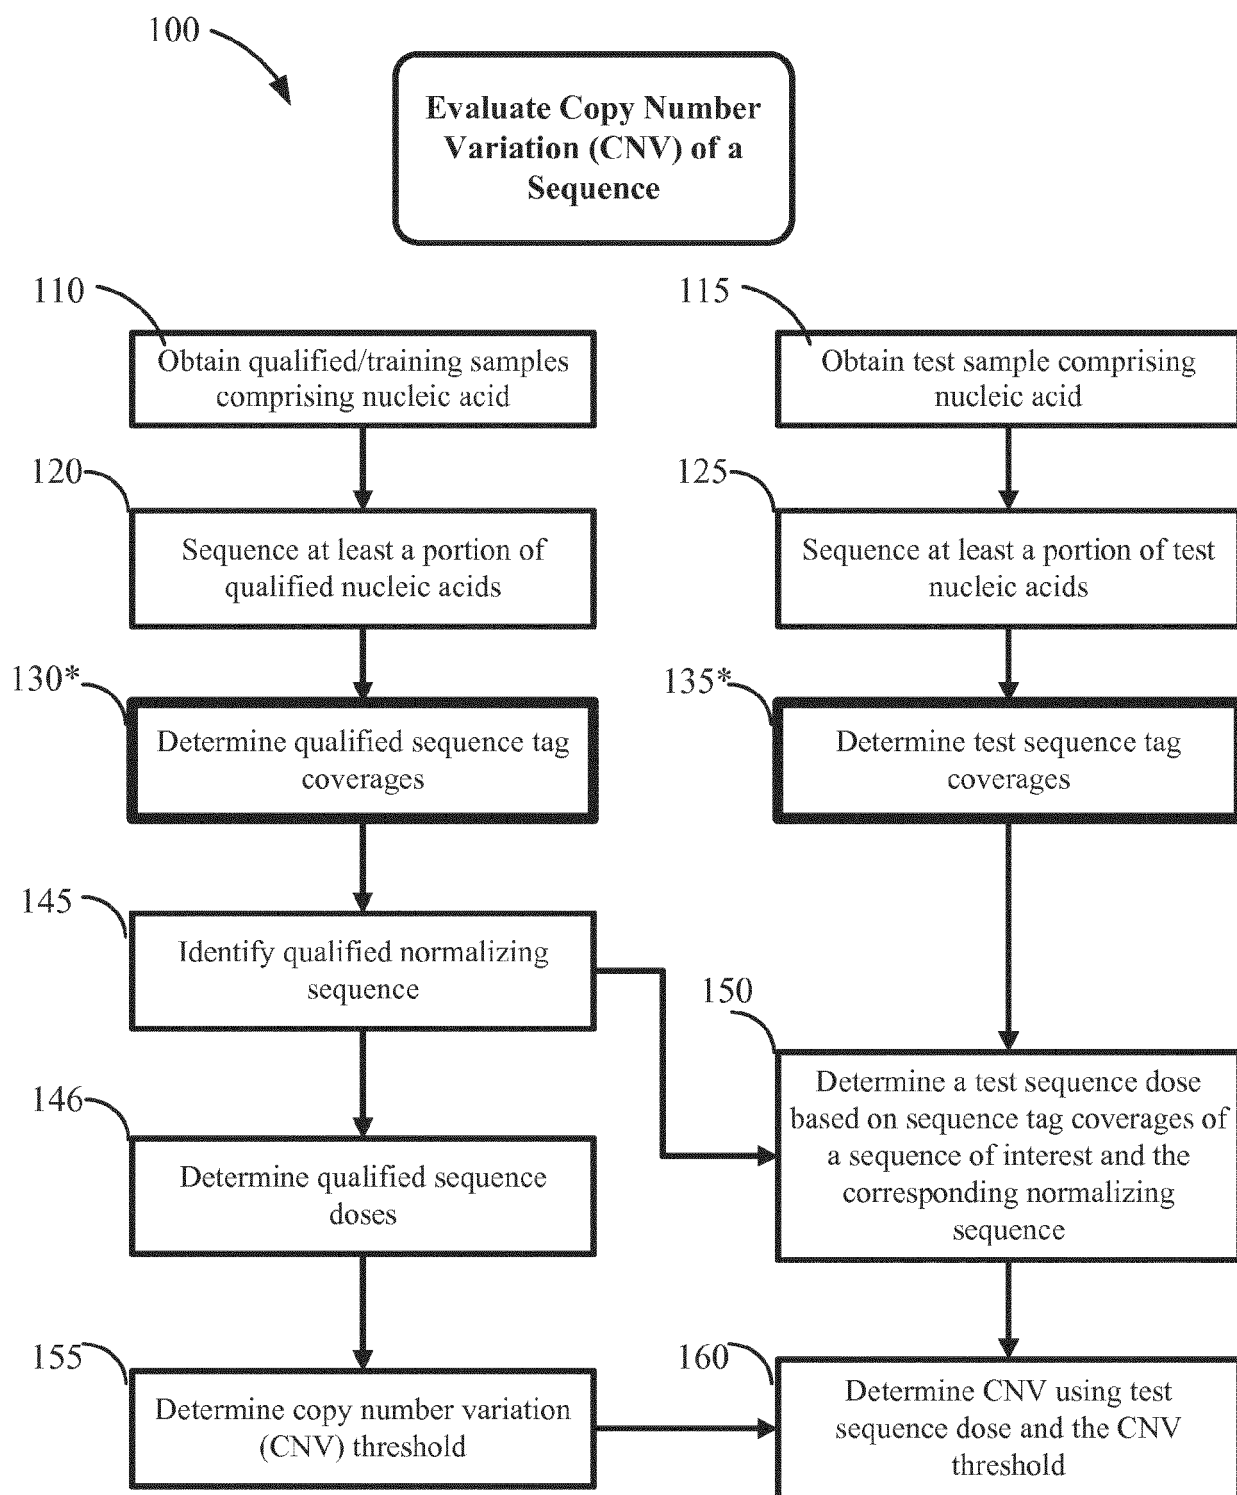 100
Evaluate Copy Number
Variation (CNV) of a
Sequence
110
Obtain qualified/training samples
comprising nucleic acid
115
Obtain test sample comprising
nucleic acid
120
Sequence at least a portion of
qualified nucleic acids
125
Sequence at least a portion of test
nucleic acids
130*
Determine qualified sequence tag
coverages
135*
Determine test sequence tag
coverages
145
Identify qualified normalizing
sequence
150
Determine a test sequence dose
based on sequence tag coverages of
a sequence of interest and the
corresponding normalizing
sequence
146
Determine qualified sequence
doses
155
Determine copy number variation
(CNV) threshold
160
Determine CNV using test
sequence dose and the CNV
threshold